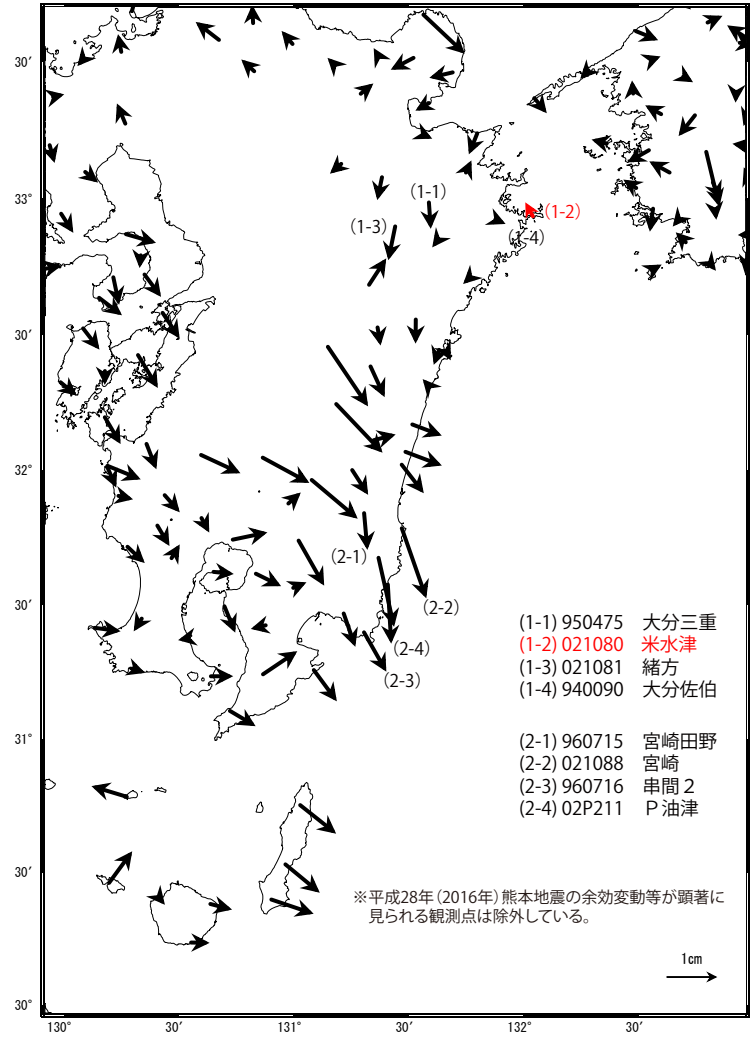 30′
(1-1)
33°
(1-2)
(1-3)
(1-4)
30′
32°
(2-1)
30′
(2-2)
(2-4)
(2-3)
(1-1) 950475 大分三重
(1-2) 021080 米水津
(1-3) 021081 緒方
(1-4) 940090 大分佐伯
31°
(2-1) 960715 宮崎田野
(2-2) 021088 宮崎
(2-3) 960716 串間２
(2-4) 02P211 Ｐ油津
30′
※平成28年(2016年)熊本地震の余効変動等が顕著に
見られる観測点は除外している。
1cm
30°
130° 30′ 131° 30′ 132° 30′